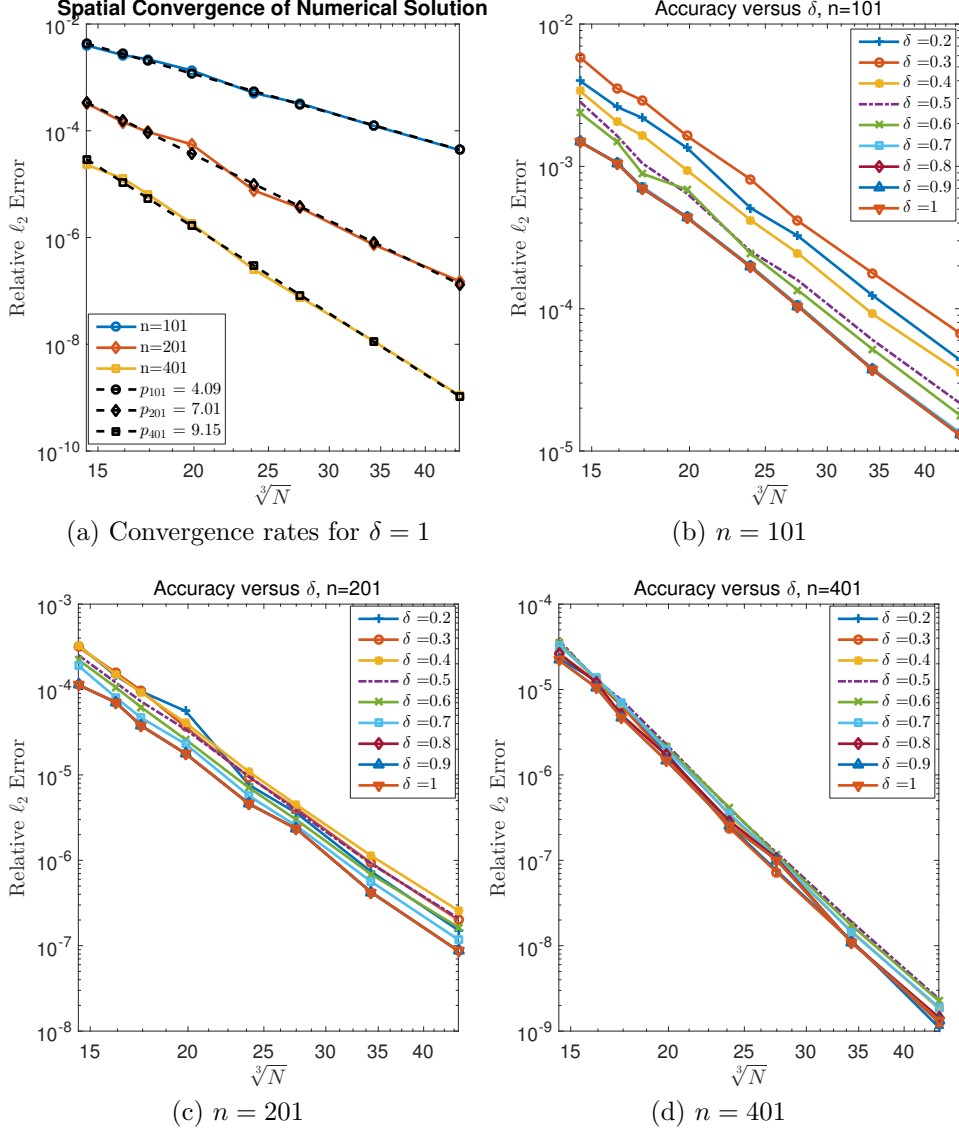 Spatial Convergence of Numerical Solution
10^-2
10^-4
10^-6
10^-8
10^-10
Relative ℓ2 Error
n=101
n=201
n=401
p101 = 4.09
p201 = 7.01
p401 = 9.15
15 20 25 30 35 40
∛N
(a) Convergence rates for δ = 1
Accuracy versus δ, n=101
10^-2
10^-3
10^-4
10^-5
Relative ℓ2 Error
δ =0.2
δ =0.3
δ =0.4
δ =0.5
δ =0.6
δ =0.7
δ =0.8
δ =0.9
δ =1
15 20 25 30 35 40
∛N
(b) n = 101
Accuracy versus δ, n=201
10^-3
10^-4
10^-5
10^-6
10^-7
10^-8
Relative ℓ2 Error
δ =0.2
δ =0.3
δ =0.4
δ =0.5
δ =0.6
δ =0.7
δ =0.8
δ =0.9
δ =1
15 20 25 30 35 40
∛N
(c) n = 201
Accuracy versus δ, n=401
10^-4
10^-5
10^-6
10^-7
10^-8
10^-9
Relative ℓ2 Error
δ =0.2
δ =0.3
δ =0.4
δ =0.5
δ =0.6
δ =0.7
δ =0.8
δ =0.9
δ =1
15 20 25 30 35 40
∛N
(d) n = 401